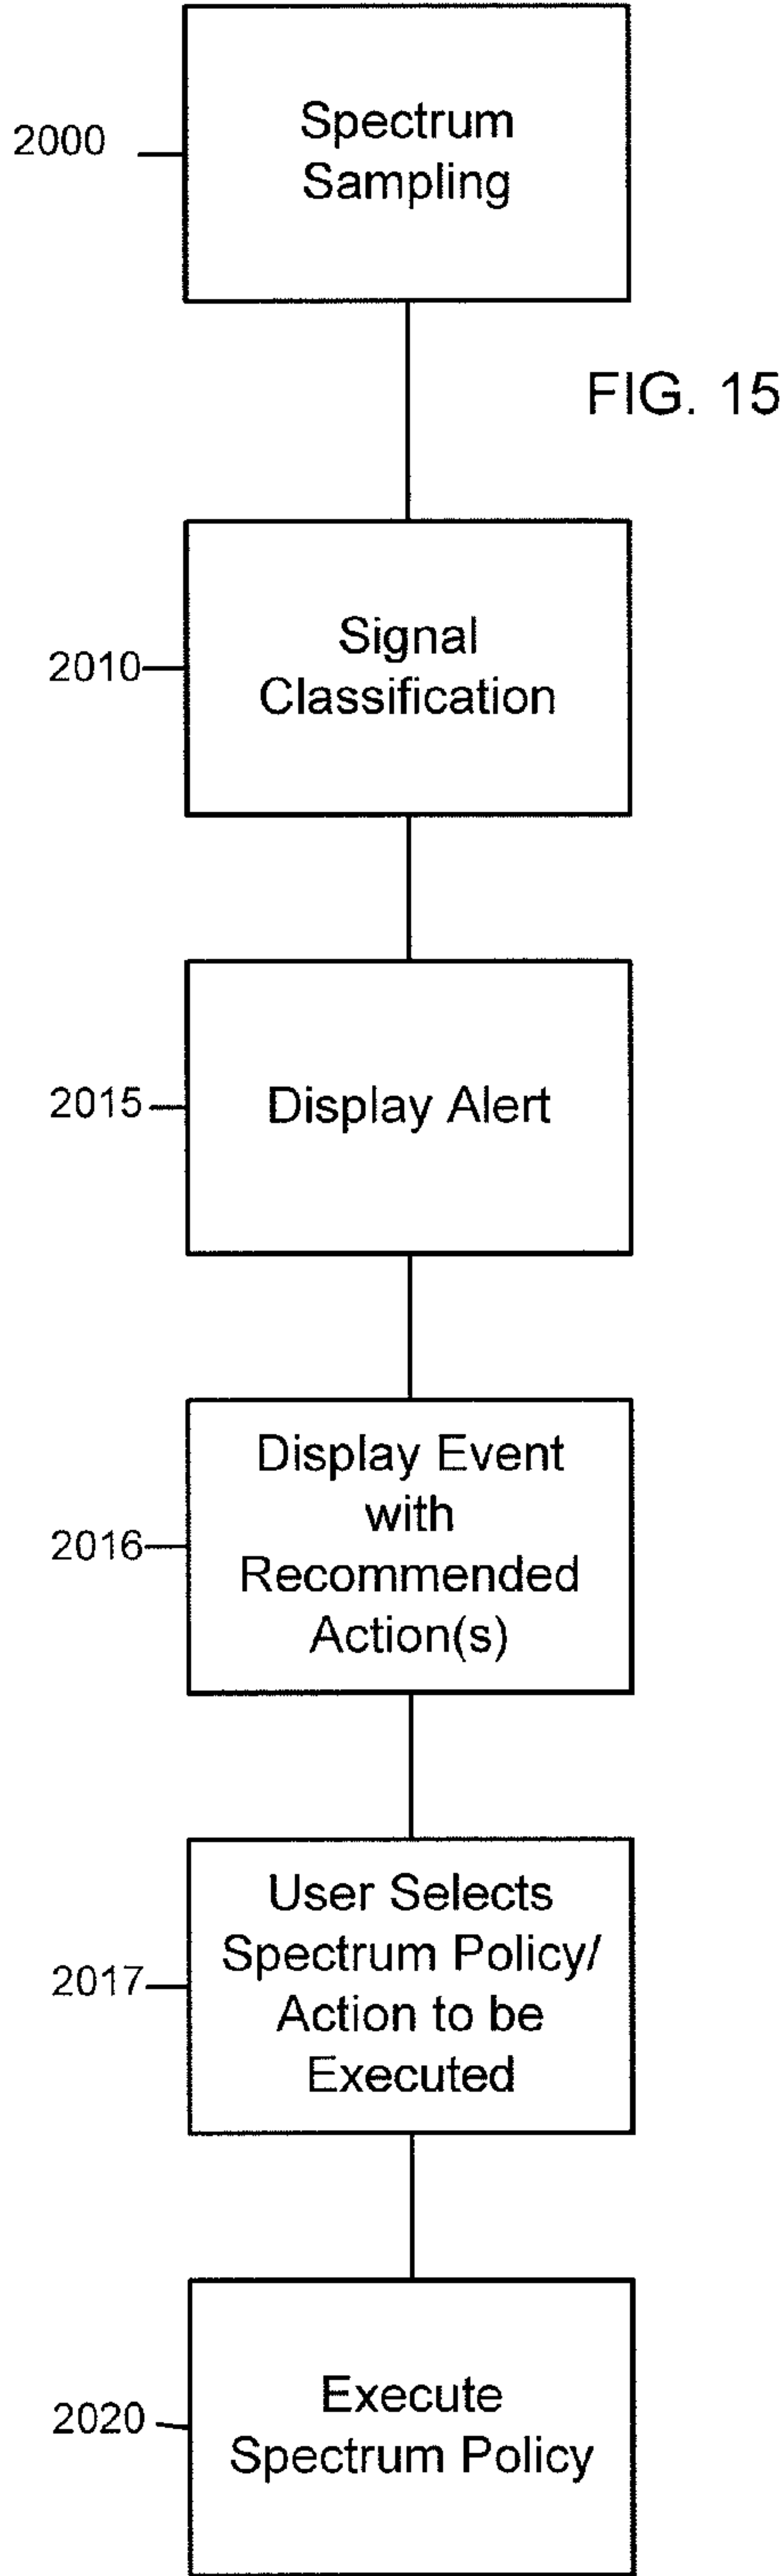 Spectrum
Sampling
2000
FIG. 15
Signal
Classification
2010
Display Alert
2015
Display Event
with
Recommended
Action(s)
2016
User Selects
Spectrum Policy/
Action to be
Executed
2017
Execute
Spectrum Policy
2020